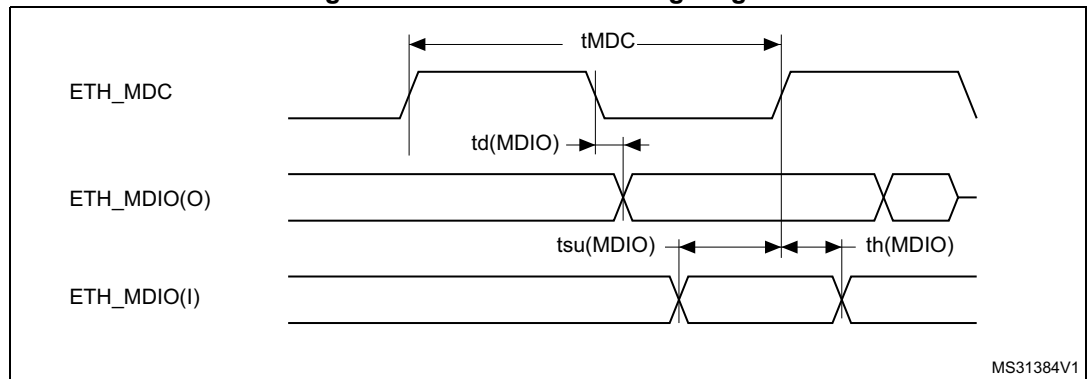 tMDC
ETH_MDC
td(MDIO)
ETH_MDIO(O)
tsu(MDIO) th(MDIO)
ETH_MDIO(I)
MS31384V1